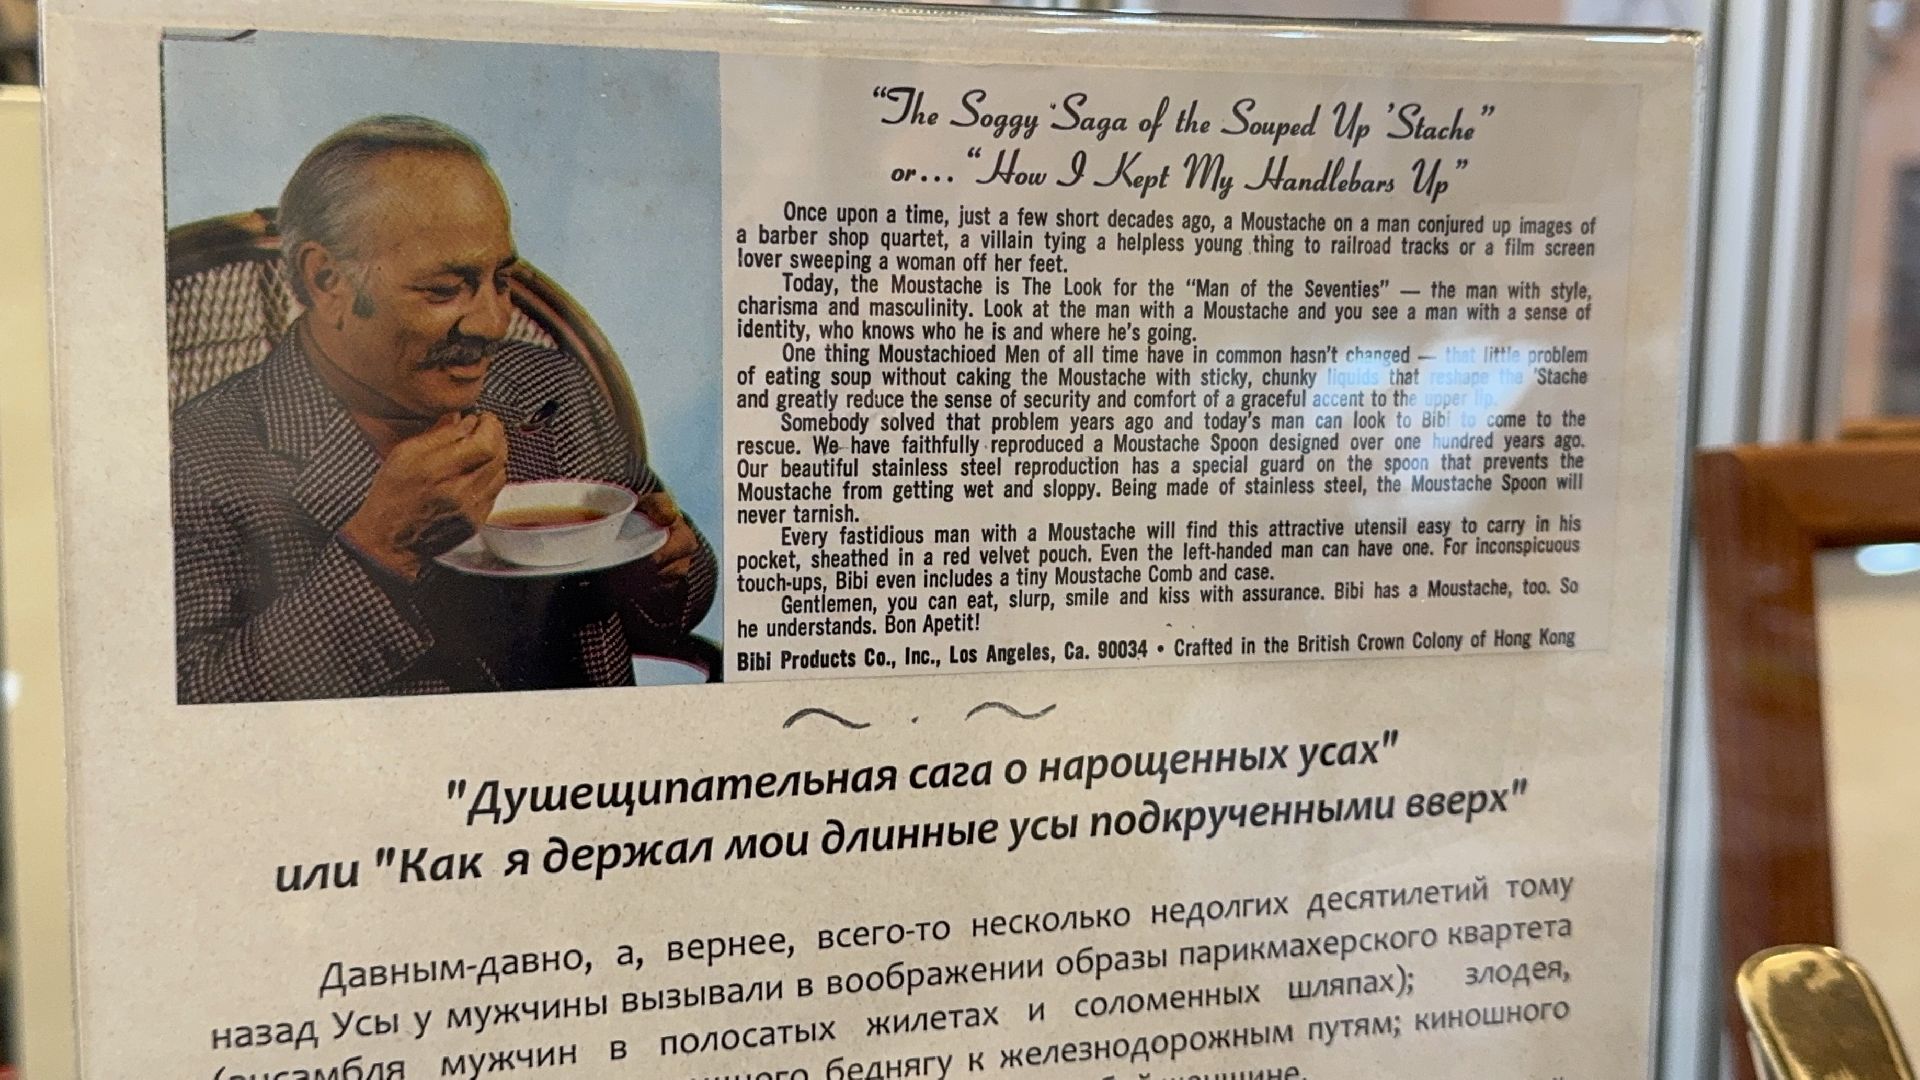 “The Soggy Saga of the Souped Up ’Stache”
or... “How I Kept My Handlebars Up”
Once upon a time, just a few short decades ago, a Moustache on a man conjured up images of
a barber shop quartet, a villain tying a helpless young thing to railroad tracks or a film screen
lover sweeping a woman off her feet.
Today, the Moustache is The Look for the “Man of the Seventies” — the man with style,
charisma and masculinity. Look at the man with a Moustache and you see a man with a sense of
identity, who knows who he is and where he's going.
One thing Moustachioed Men of all time have in common hasn't changed — that little problem
of eating soup without caking the Moustache with sticky, chunky liquids that reshape the 'Stache
and greatly reduce the sense of security and comfort of a graceful accent to the upper lip.
Somebody solved that problem years ago and today's man can look to Bibi to come to the
rescue. We have faithfully reproduced a Moustache Spoon designed over one hundred years ago.
Our beautiful stainless steel reproduction has a special guard on the spoon that prevents the
Moustache from getting wet and sloppy. Being made of stainless steel, the Moustache Spoon will
never tarnish.
Every fastidious man with a Moustache will find this attractive utensil easy to carry in his
pocket, sheathed in a red velvet pouch. Even the left-handed man can have one. For inconspicuous
touch-ups, Bibi even includes a tiny Moustache Comb and case.
Gentlemen, you can eat, slurp, smile and kiss with assurance. Bibi has a Moustache, too. So
he understands. Bon Apetit!
Bibi Products Co., Inc., Los Angeles, Ca. 90034 • Crafted in the British Crown Colony of Hong Kong
"Душещипательная сага о нарощенных усах"
или "Как я держал мои длинные усы подкрученными вверх"
Давным-давно, а, вернее, всего-то несколько недолгих десятилетий тому
назад Усы у мужчины вызывали в воображении образы парикмахерского квартета
(ансамбля мужчин в полосатых жилетах и соломенных шляпах); злодея,
беднягу к железнодорожным путям; киношного